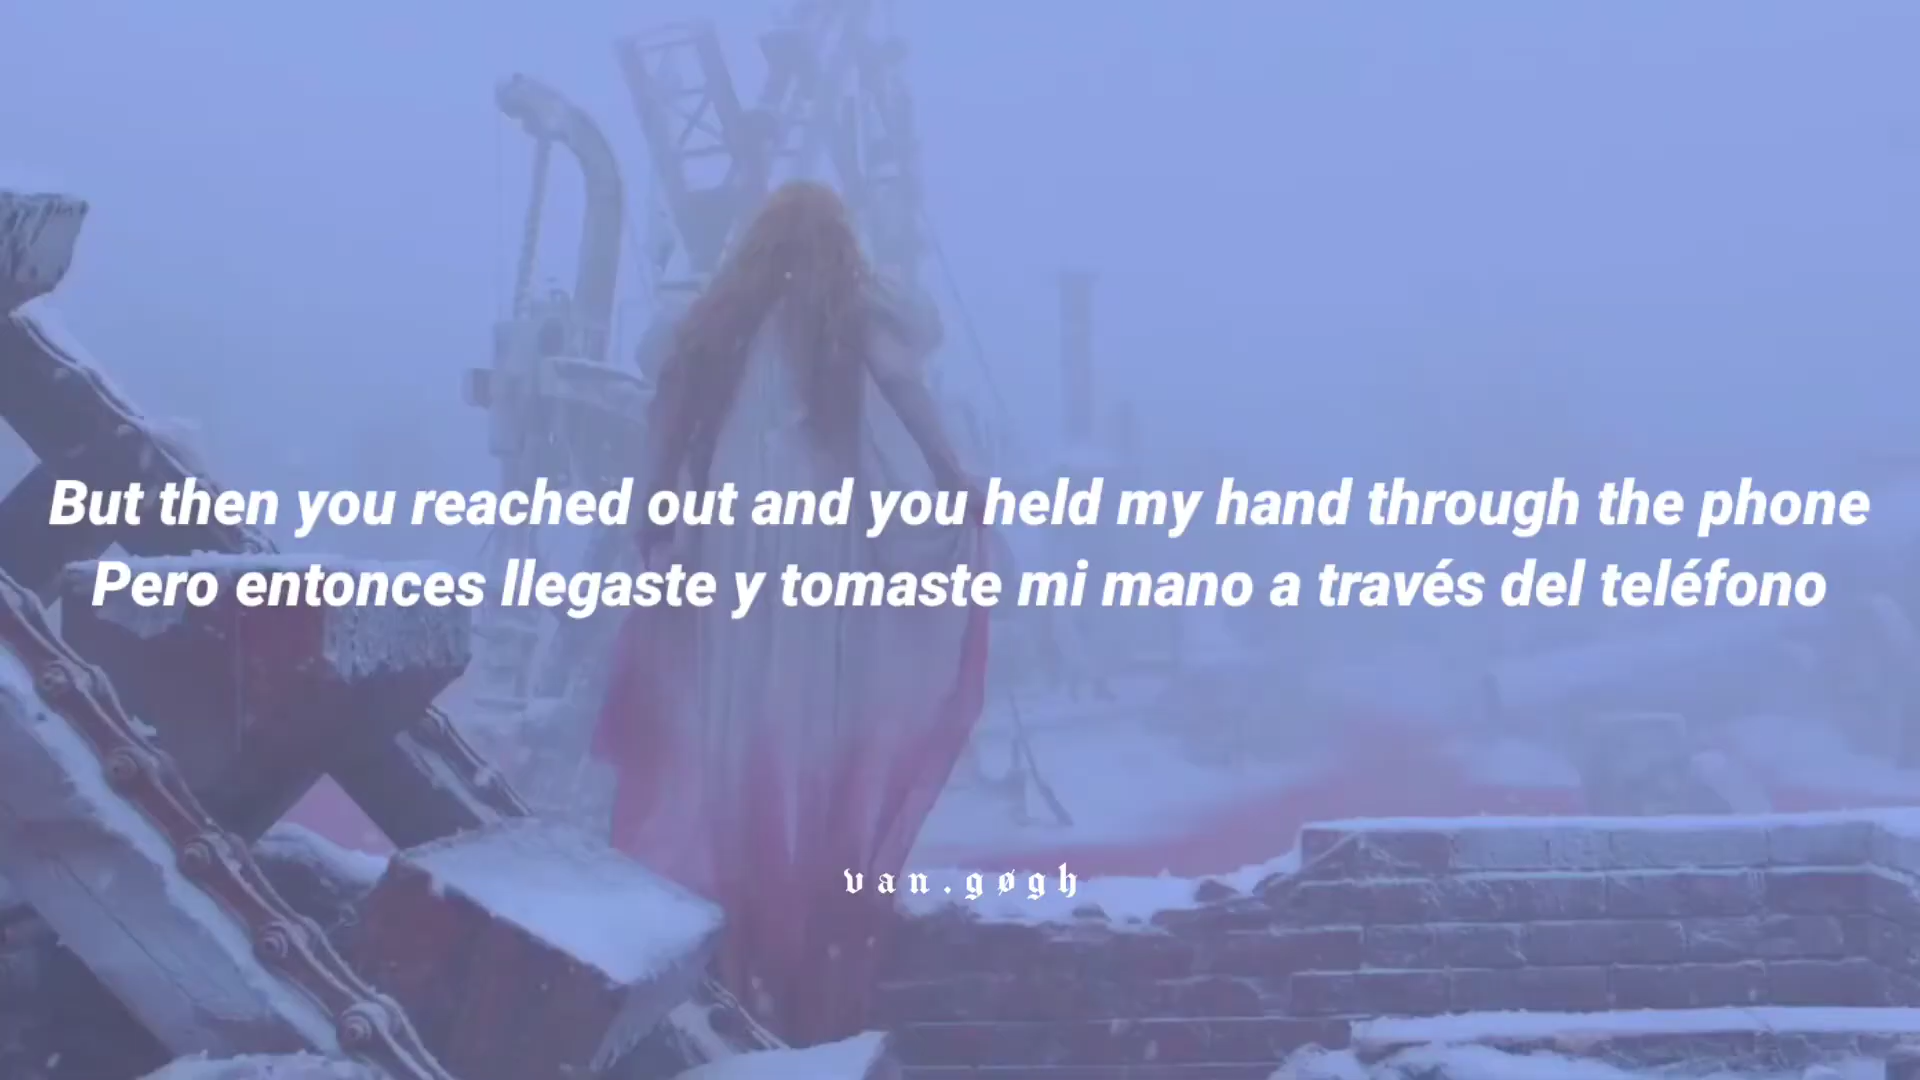 But then you reached out and you held my hand through the phone
Pero entonces llegaste y tomaste mi mano a través del teléfono
van.gøgh